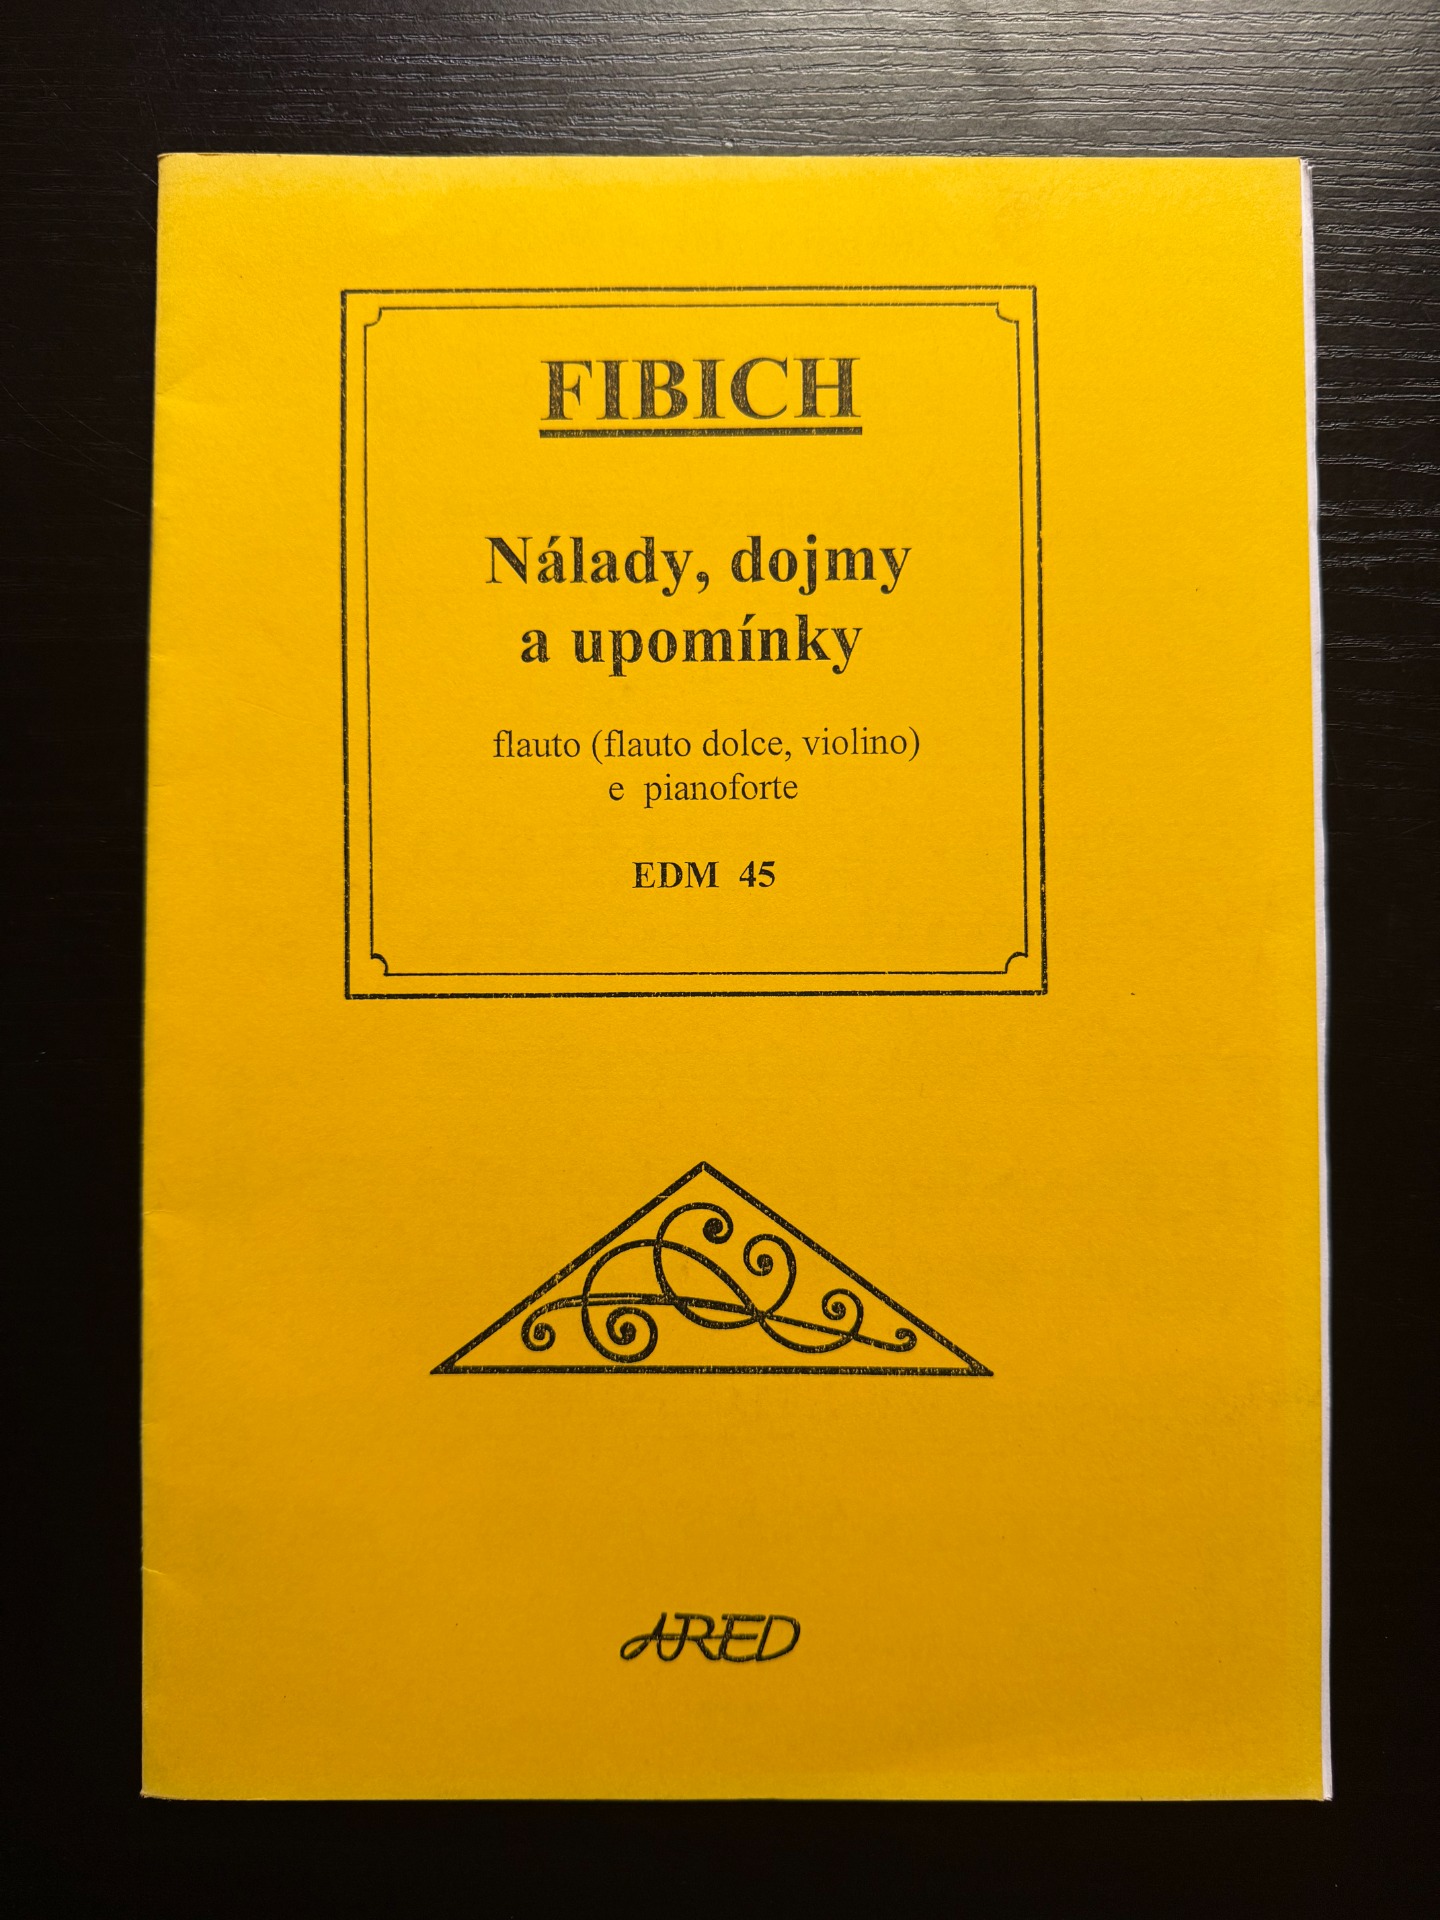 FIBICH
Nálady, dojmy
a upomínky
flauto (flauto dolce, violino)
e pianoforte
EDM 45
ARED